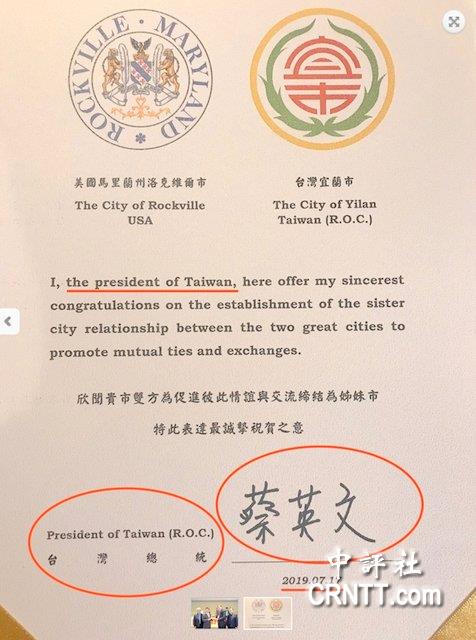 ROCKVILLE MARYLAND
美國馬里蘭州洛克維爾市
The City of Rockville
USA
台灣宜蘭市
The City of Yilan
Taiwan (R.O.C.)
I, the president of Taiwan, here offer my sincerest
congratulations on the establishment of the sister
city relationship between the two great cities to
promote mutual ties and exchanges.
欣聞貴市雙方為促進彼此情誼與交流締結為姊妹市
特此表達最誠摯祝賀之意
President of Taiwan (R.O.C.)
台灣總統
蔡英文
中評社
CRNTT.com